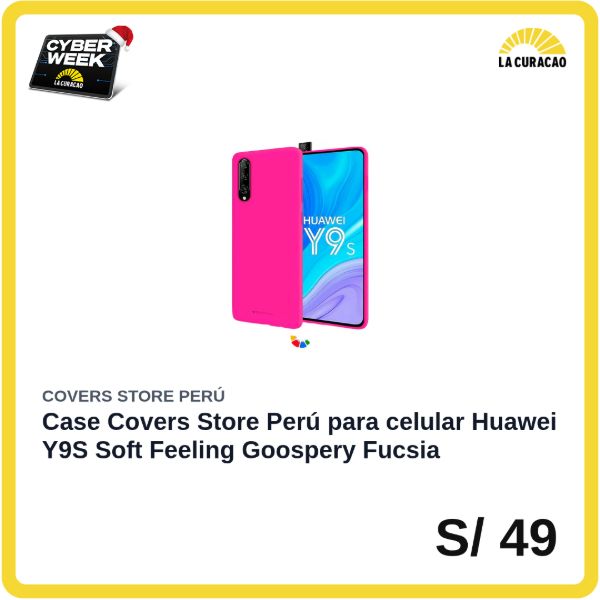 CYBER
WEEK
LA CURACAO
LA CURACAO
HUAWEI
Y9s
COVERS STORE PERÚ
Case Covers Store Perú para celular Huawei
Y9S Soft Feeling Goospery Fucsia
S/ 49